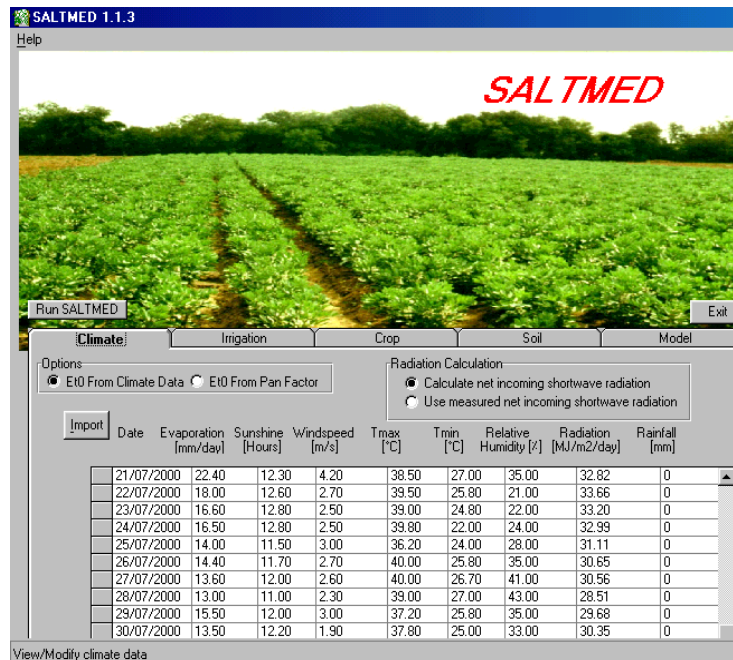 SALTMED 1.1.3
Help
SALTMED
Run SALTMED
Exit
Climate Irrigation Crop Soil Model
Options
Et0 From Climate Data Et0 From Pan Factor
Radiation Calculation
Calculate net incoming shortwave radiation
Use measured net incoming shortwave radiation
Import
Date Evaporation [mm/day] Sunshine [Hours] Windspeed [m/s] Tmax [°C] Tmin [°C] Relative Humidity [%] Radiation [MJ/m2/day] Rainfall [mm]
21/07/2000 22.40 12.30 4.20 38.50 27.00 35.00 32.82 0
22/07/2000 18.00 12.60 2.70 39.50 25.80 21.00 33.66 0
23/07/2000 16.60 12.80 2.50 39.00 24.80 22.00 33.20 0
24/07/2000 16.50 12.80 2.50 39.80 22.00 24.00 32.99 0
25/07/2000 14.00 11.50 3.00 36.20 24.00 28.00 31.11 0
26/07/2000 14.40 11.70 2.70 40.00 25.80 35.00 30.65 0
27/07/2000 13.60 12.00 2.60 40.00 26.70 41.00 30.56 0
28/07/2000 13.00 11.00 2.30 39.00 27.00 43.00 28.51 0
29/07/2000 15.50 12.00 3.00 37.20 25.80 35.00 29.68 0
30/07/2000 13.50 12.20 1.90 37.80 25.00 33.00 30.35 0
View/Modify climate data